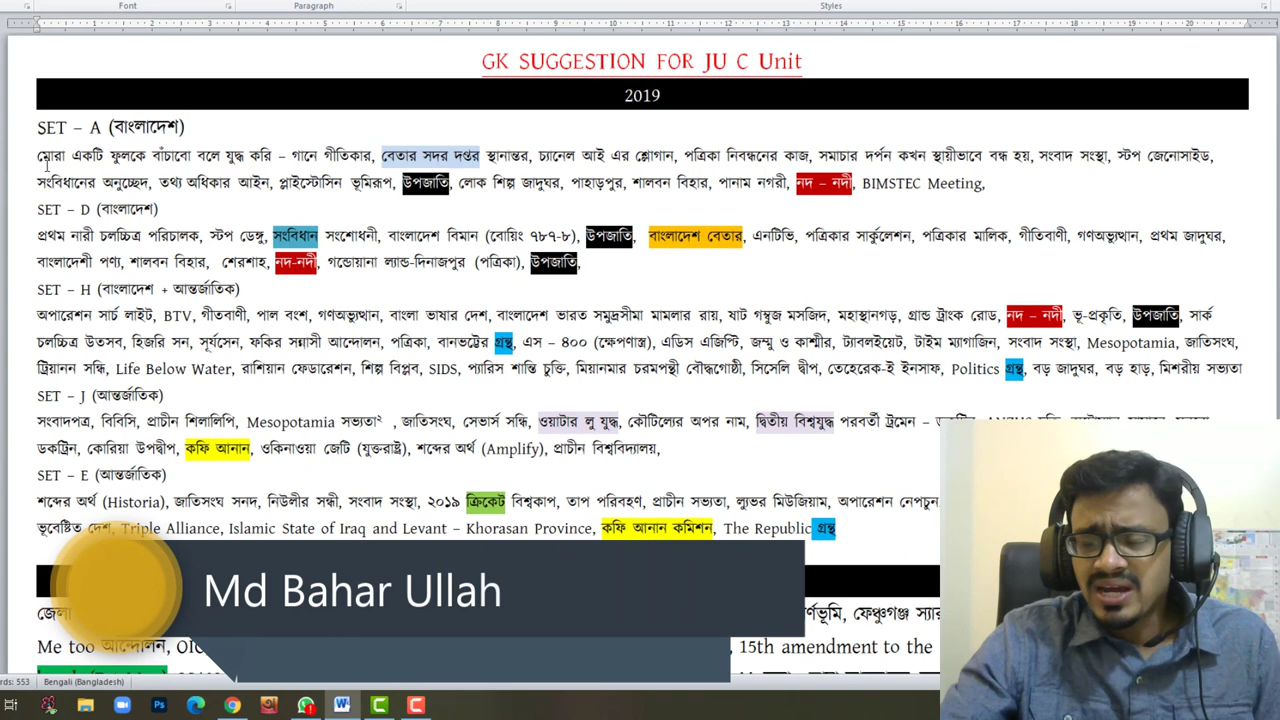 Font
Paragraph
Styles
GK SUGGESTION FOR JU C Unit
2019
SET – A (বাংলাদেশ)
মোরা একটি ফুলকে বাঁচাবো বলে যুদ্ধ করি – গানে গীতিকার, বেতার সদর দপ্তর স্থানান্তর, চ্যানেল আই এর শ্লোগান, পত্রিকা নিবন্ধনের কাজ, সমাচার দর্পন কখন স্থায়ীভাবে বন্ধ হয়, সংবাদ সংস্থা, স্টপ জেনোসাইড,
সংবিধানের অনুচ্ছেদ, তথ্য অধিকার আইন, প্লাইস্টোসিন ভূমিরূপ, উপজাতি, লোক শিল্প জাদুঘর, পাহাড়পুর, শালবন বিহার, পানাম নগরী, নদ – নদী, BIMSTEC Meeting,
SET – D (বাংলাদেশ)
প্রথম নারী চলচ্চিত্র পরিচালক, স্টপ ডেঙ্গু, সংবিধান সংশোধনী, বাংলাদেশ বিমান (বোয়িং ৭৮৭-৮), উপজাতি, বাংলাদেশ বেতার, এনটিভি, পত্রিকার সার্কুলেশন, পত্রিকার মালিক, গীতিবাণী, গণঅভ্যুত্থান, প্রথম জাদুঘর,
বাংলাদেশী পণ্য, শালবন বিহার, শেরশাহ, নদ-নদী, গন্ডোয়ানা ল্যান্ড-দিনাজপুর (পত্রিকা), উপজাতি,
SET – H (বাংলাদেশ + আন্তর্জাতিক)
অপারেশন সার্চ লাইট, BTV, গীতবাণী, পাল বংশ, গণঅভ্যুত্থান, বাংলা ভাষার দেশ, বাংলাদেশ ভারত সমুদ্রসীমা মামলার রায়, ষাট গম্বুজ মসজিদ, মহাস্থানগড়, গ্রান্ড ট্রাংক রোড, নদ – নদী, ভূ-প্রকৃতি, উপজাতি, সার্ক
চলচ্চিত্র উতসব, হিজরি সন, সূর্যসেন, ফকির সন্নাসী আন্দোলন, পত্রিকা, বানভট্টের গ্রন্থ, এস – ৪০০ (ক্ষেপণাস্ত্র), এডিস এজিপ্টি, জম্মু ও কাশ্মীর, ট্যাবলইয়েট, টাইম ম্যাগাজিন, সংবাদ সংস্থা, Mesopotamia, জাতিসংঘ,
ট্রিয়ানন সন্ধি, Life Below Water, রাশিয়ান ফেডারেশন, শিল্প বিপ্লব, SIDS, প্যারিস শান্তি চুক্তি, মিয়ানমার চরমপন্থী বৌদ্ধগোষ্ঠী, সিসেলি দ্বীপ, তেহেরেক-ই ইনসাফ, Politics গ্রন্থ, বড় জাদুঘর, বড় হাড়, মিশরীয় সভ্যতা
SET – J (আন্তর্জাতিক)
সংবাদপত্র, বিবিসি, প্রাচীন শিলালিপি, Mesopotamia সভ্যতা² , জাতিসংঘ, সেভার্স সন্ধি, ওয়াটার লু যুদ্ধ, কৌটিল্যের অপর নাম, দ্বিতীয় বিশ্বযুদ্ধ পরবর্তী ট্রুমেন –
ডকট্রিন, কোরিয়া উপদ্বীপ, কফি আনান, ওকিনাওয়া জেটি (যুক্তরাষ্ট্র), শব্দের অর্থ (Amplify), প্রাচীন বিশ্ববিদ্যালয়,
SET – E (আন্তর্জাতিক)
শব্দের অর্থ (Historia), জাতিসংঘ সনদ, নিউলীর সন্ধী, সংবাদ সংস্থা, ২০১৯ ক্রিকেট বিশ্বকাপ, তাপ পরিবহণ, প্রাচীন সভ্যতা, ল্যুভর মিউজিয়াম, অপারেশন নেপচুন
ভূবেষ্টিত দেশ, Triple Alliance, Islamic State of Iraq and Levant – Khorasan Province, কফি আনান কমিশন, The Republic গ্রন্থ
Md Bahar Ullah
জেলা ফেঞ্চুগঞ্জ
Me too আন্দোলন, 15th amendment to the
rds: 553 Bengali (Bangladesh)